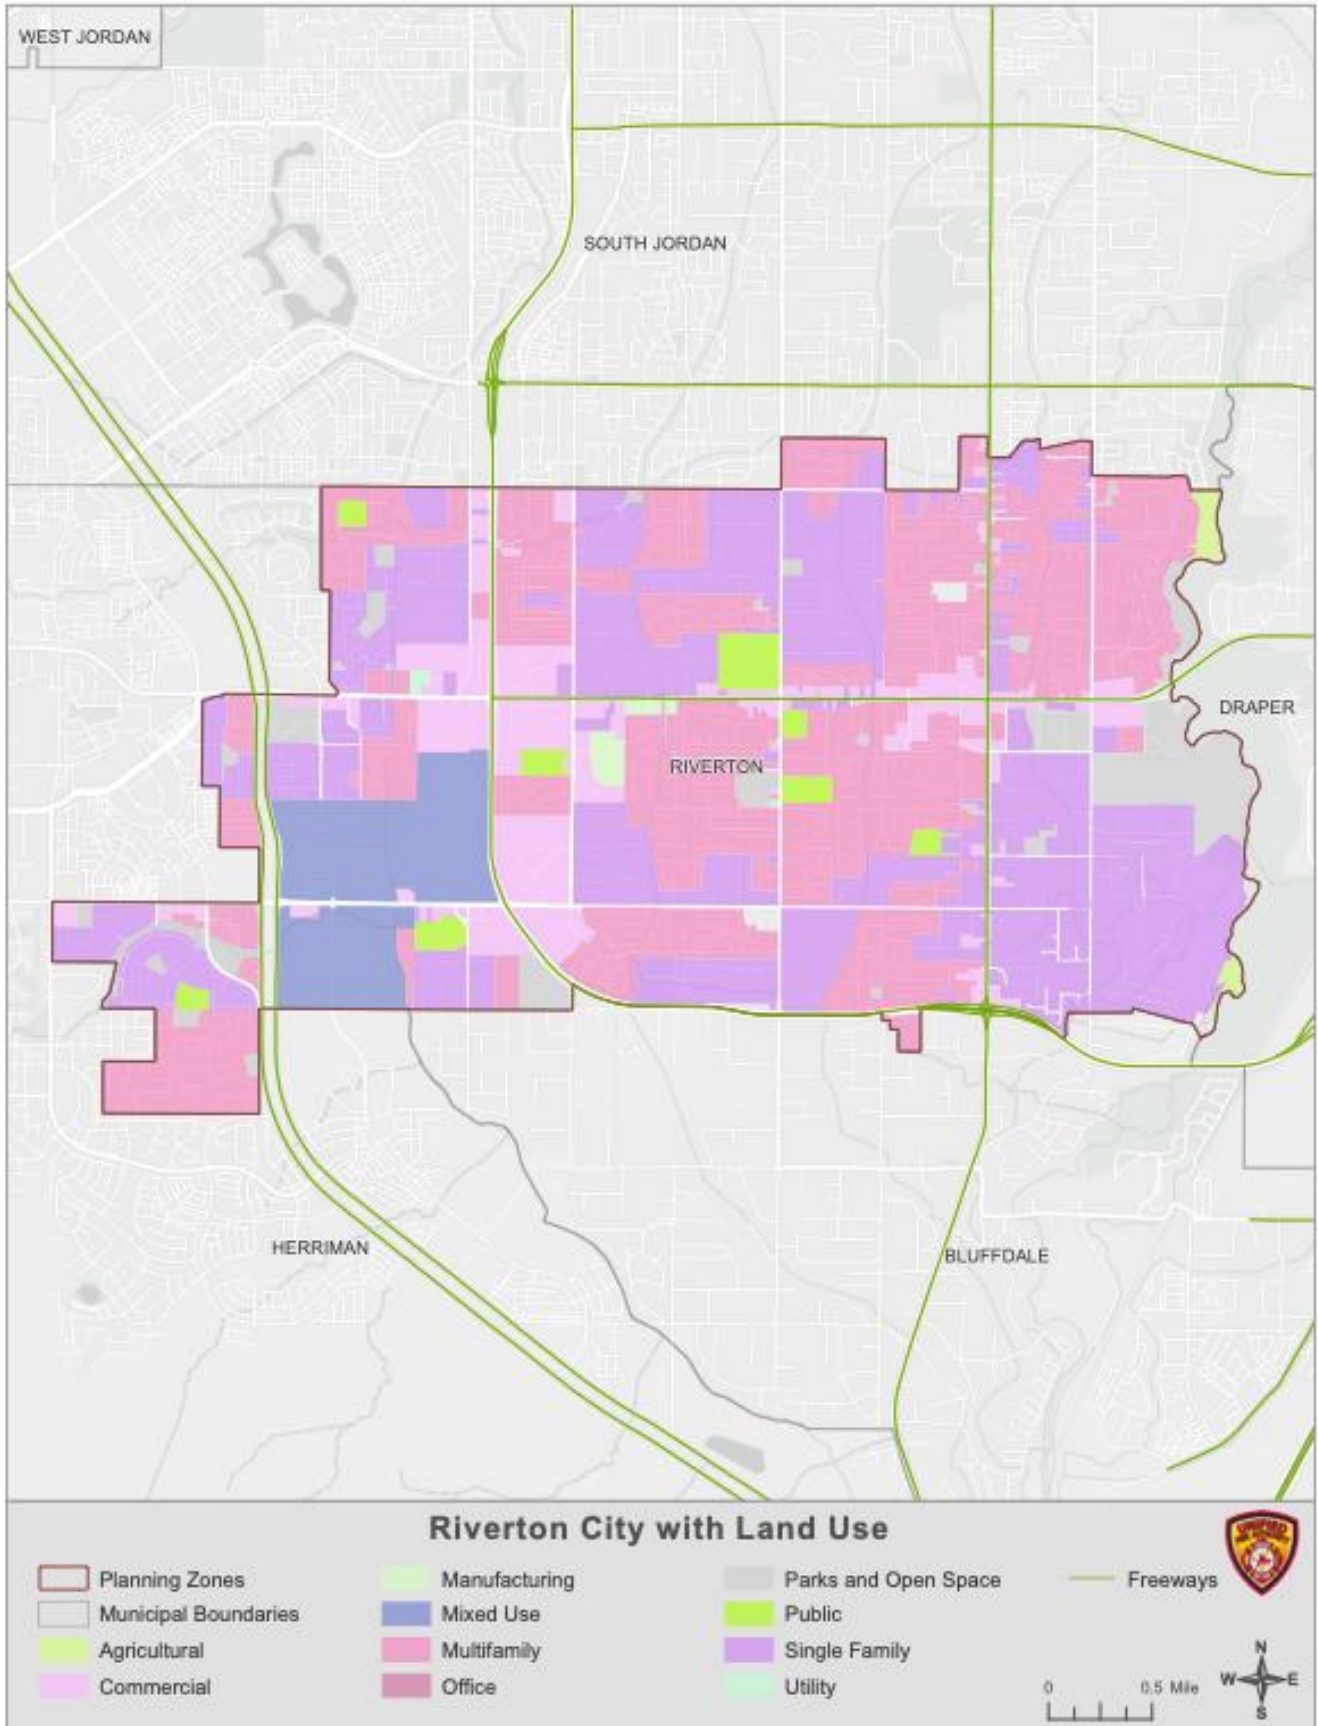 WEST JORDAN
SOUTH JORDAN
DRAPER
RIVERTON
HERRIMAN
BLUFFDALE
Riverton City with Land Use
Planning Zones
Municipal Boundaries
Agricultural
Commercial
Manufacturing
Mixed Use
Multifamily
Office
Parks and Open Space
Public
Single Family
Utility
Freeways
UNIFIED
N
W E
S
0 0.5 Mile